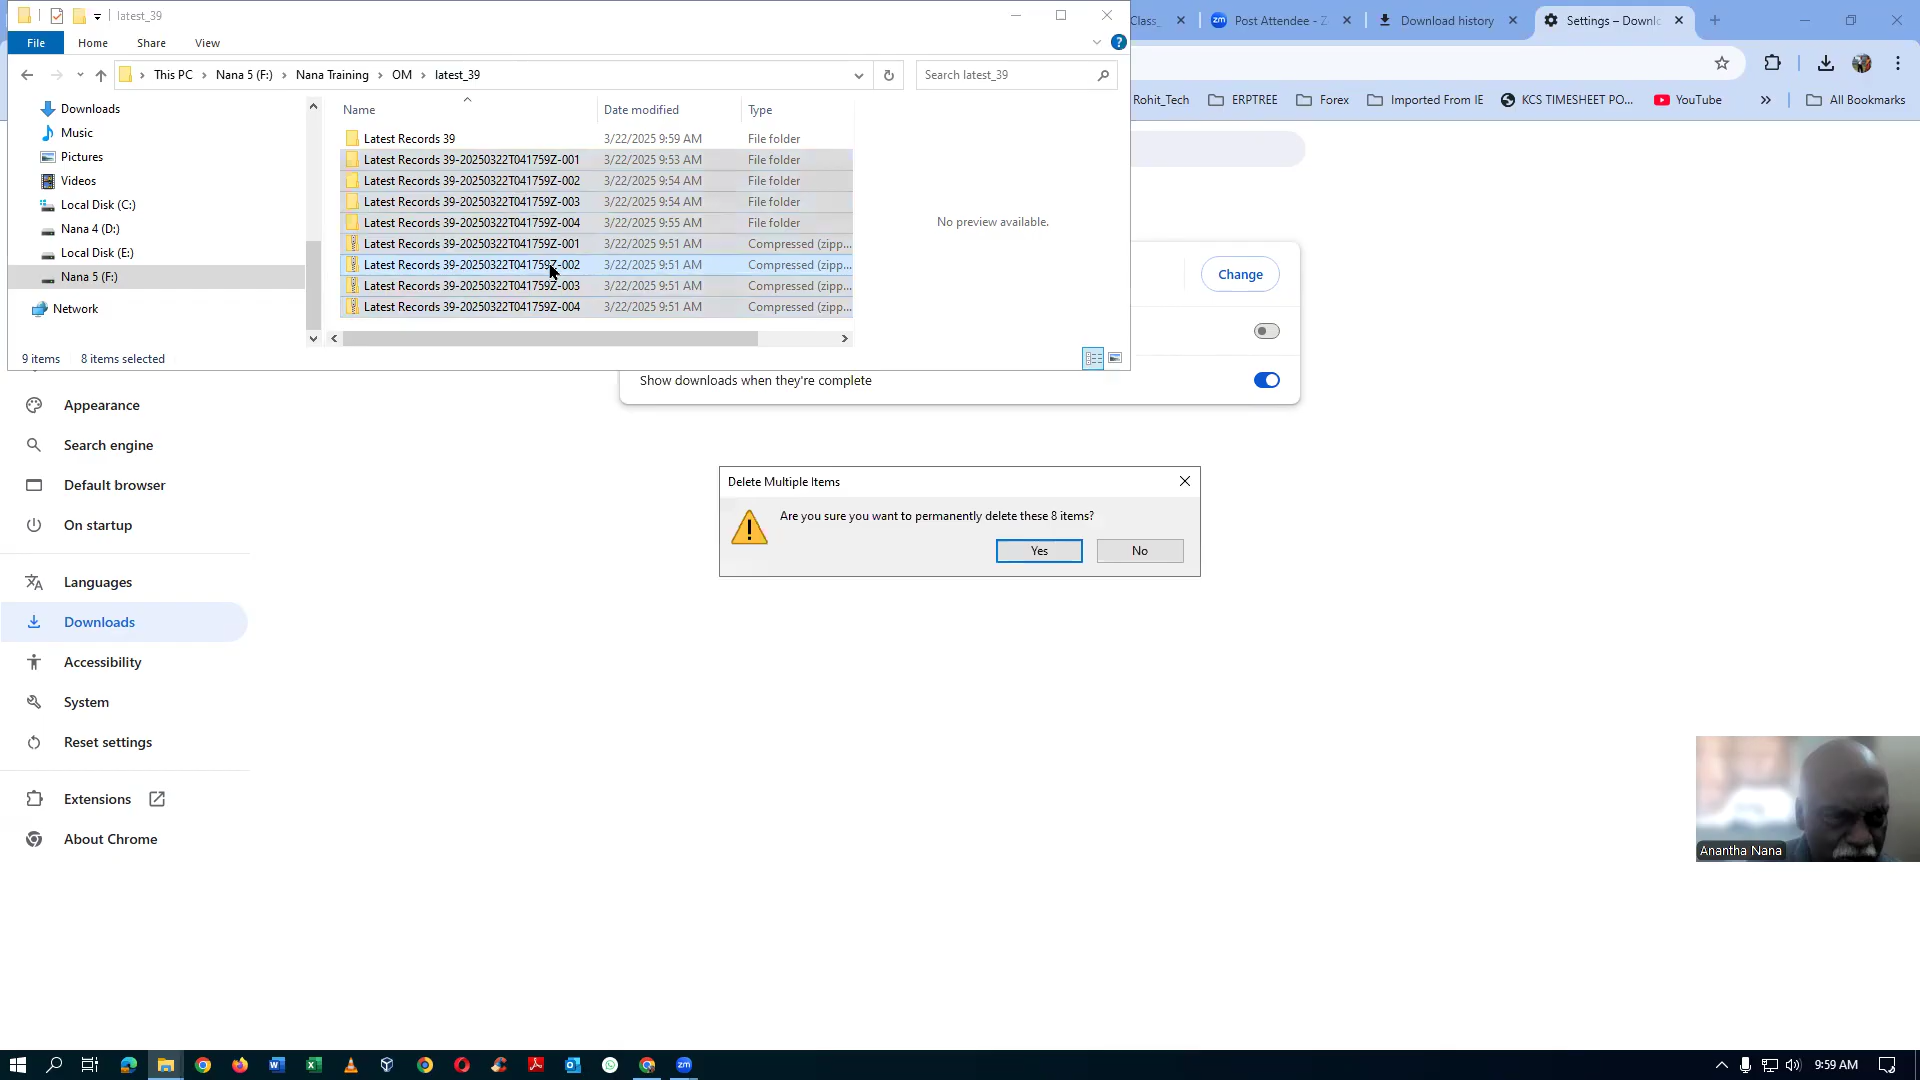 latest_39
File
Home
Share
View
This PC
Nana 5 (F:)
Nana Training
OM
latest_39
Search latest_39
Downloads
Music
Pictures
Videos
Local Disk (C:)
Nana 4 (D:)
Local Disk (E:)
Nana 5 (F:)
Network
Name
Date modified
Type
Latest Records 39 3/22/2025 9:59 AM File folder
Latest Records 39-20250322T041759Z-001 3/22/2025 9:53 AM File folder
Latest Records 39-20250322T041759Z-002 3/22/2025 9:54 AM File folder
Latest Records 39-20250322T041759Z-003 3/22/2025 9:54 AM File folder
Latest Records 39-20250322T041759Z-004 3/22/2025 9:55 AM File folder
Latest Records 39-20250322T041759Z-001 3/22/2025 9:51 AM Compressed (zipp...
Latest Records 39-20250322T041759Z-002 3/22/2025 9:51 AM Compressed (zipp...
Latest Records 39-20250322T041759Z-003 3/22/2025 9:51 AM Compressed (zipp...
Latest Records 39-20250322T041759Z-004 3/22/2025 9:51 AM Compressed (zipp...
No preview available.
9 items
8 items selected
Class_
zm
Post Attendee - Z
Download history
Settings – Downlo
Rohit_Tech
ERPTREE
Forex
Imported From IE
KCS TIMESHEET PO...
YouTube
All Bookmarks
Change
Show downloads when they're complete
Appearance
Search engine
Default browser
On startup
Languages
Downloads
Accessibility
System
Reset settings
Extensions
About Chrome
Delete Multiple Items
Are you sure you want to permanently delete these 8 items?
Yes
No
Anantha Nana
zm
9:59 AM